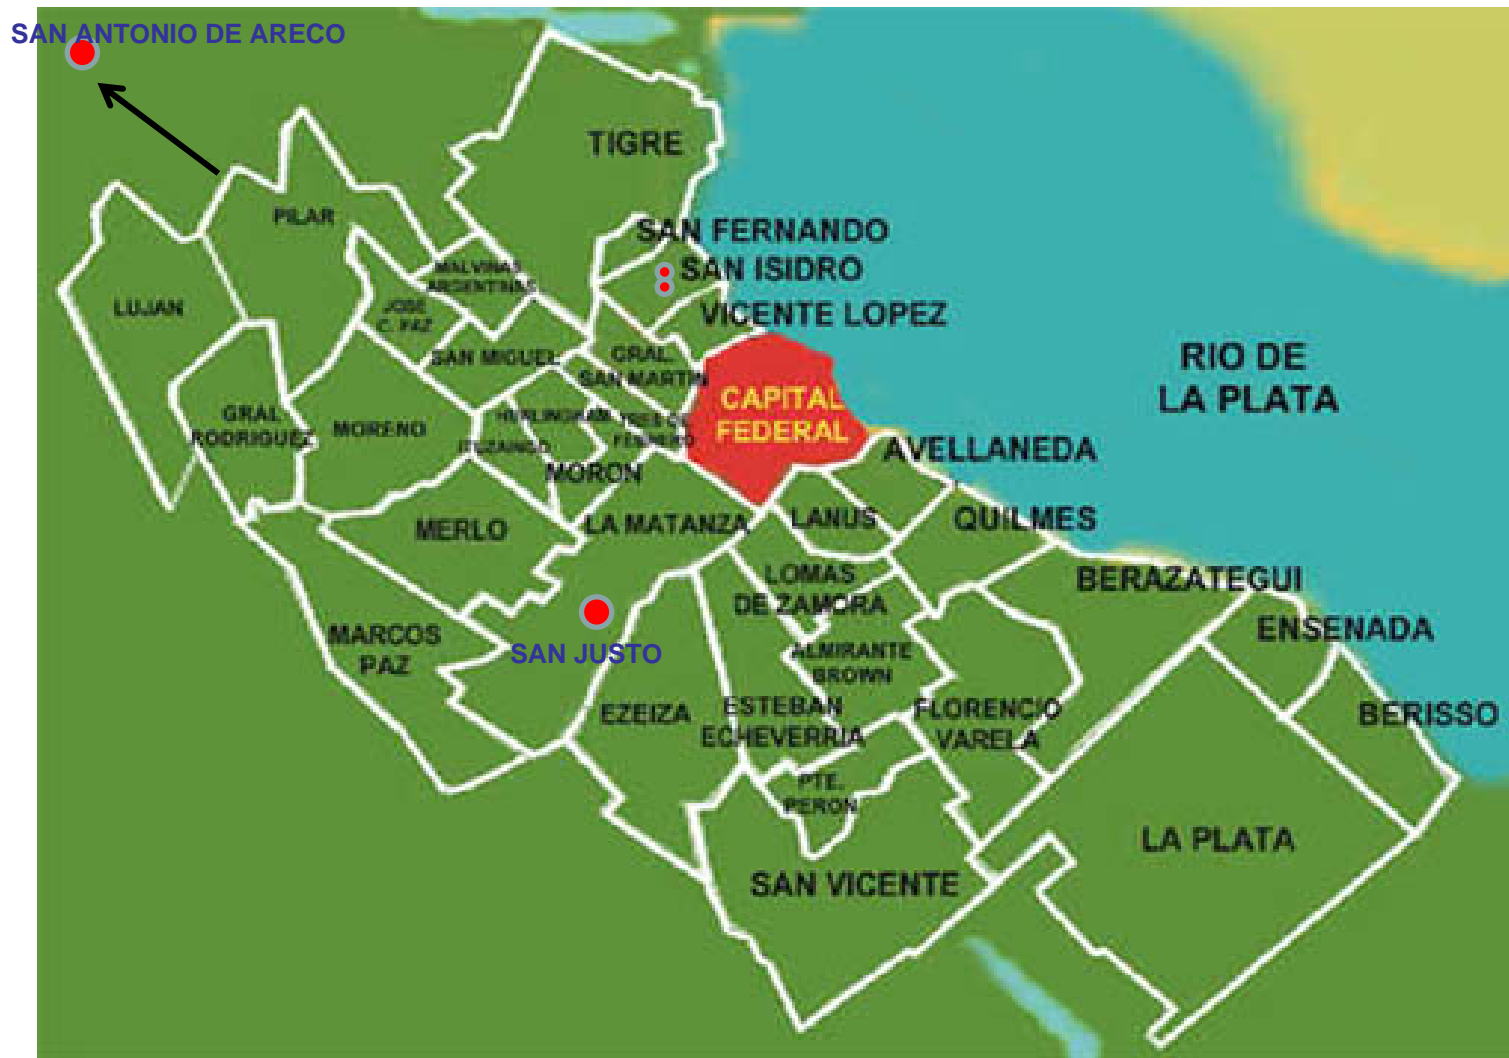 SAN ANTONIO DE ARECO
TIGRE
PILAR
SAN FERNANDO
SAN ISIDRO
MALVINAS
ARGENTINAS
LUJAN
JOSE
C. PAZ
VICENTE LOPEZ
SAN MIGUEL
GRAL.
SAN MARTIN
RIO DE
LA PLATA
CAPITAL
FEDERAL
GRAL
RODRIGUEZ
MORENO
HURLINGHAM
TRES DE
FEBRERO
ITUZAINGO
MORON
AVELLANEDA
MERLO
LA MATANZA
LANUS
QUILMES
LOMAS
DE ZAMORA
BERAZATEGUI
MARCOS
PAZ
SAN JUSTO
ENSENADA
ALMIRANTE
BROWN
EZEIZA
ESTEBAN
ECHEVERRIA
FLORENCIO
VARELA
BERISSO
PTE.
PERON
LA PLATA
SAN VICENTE